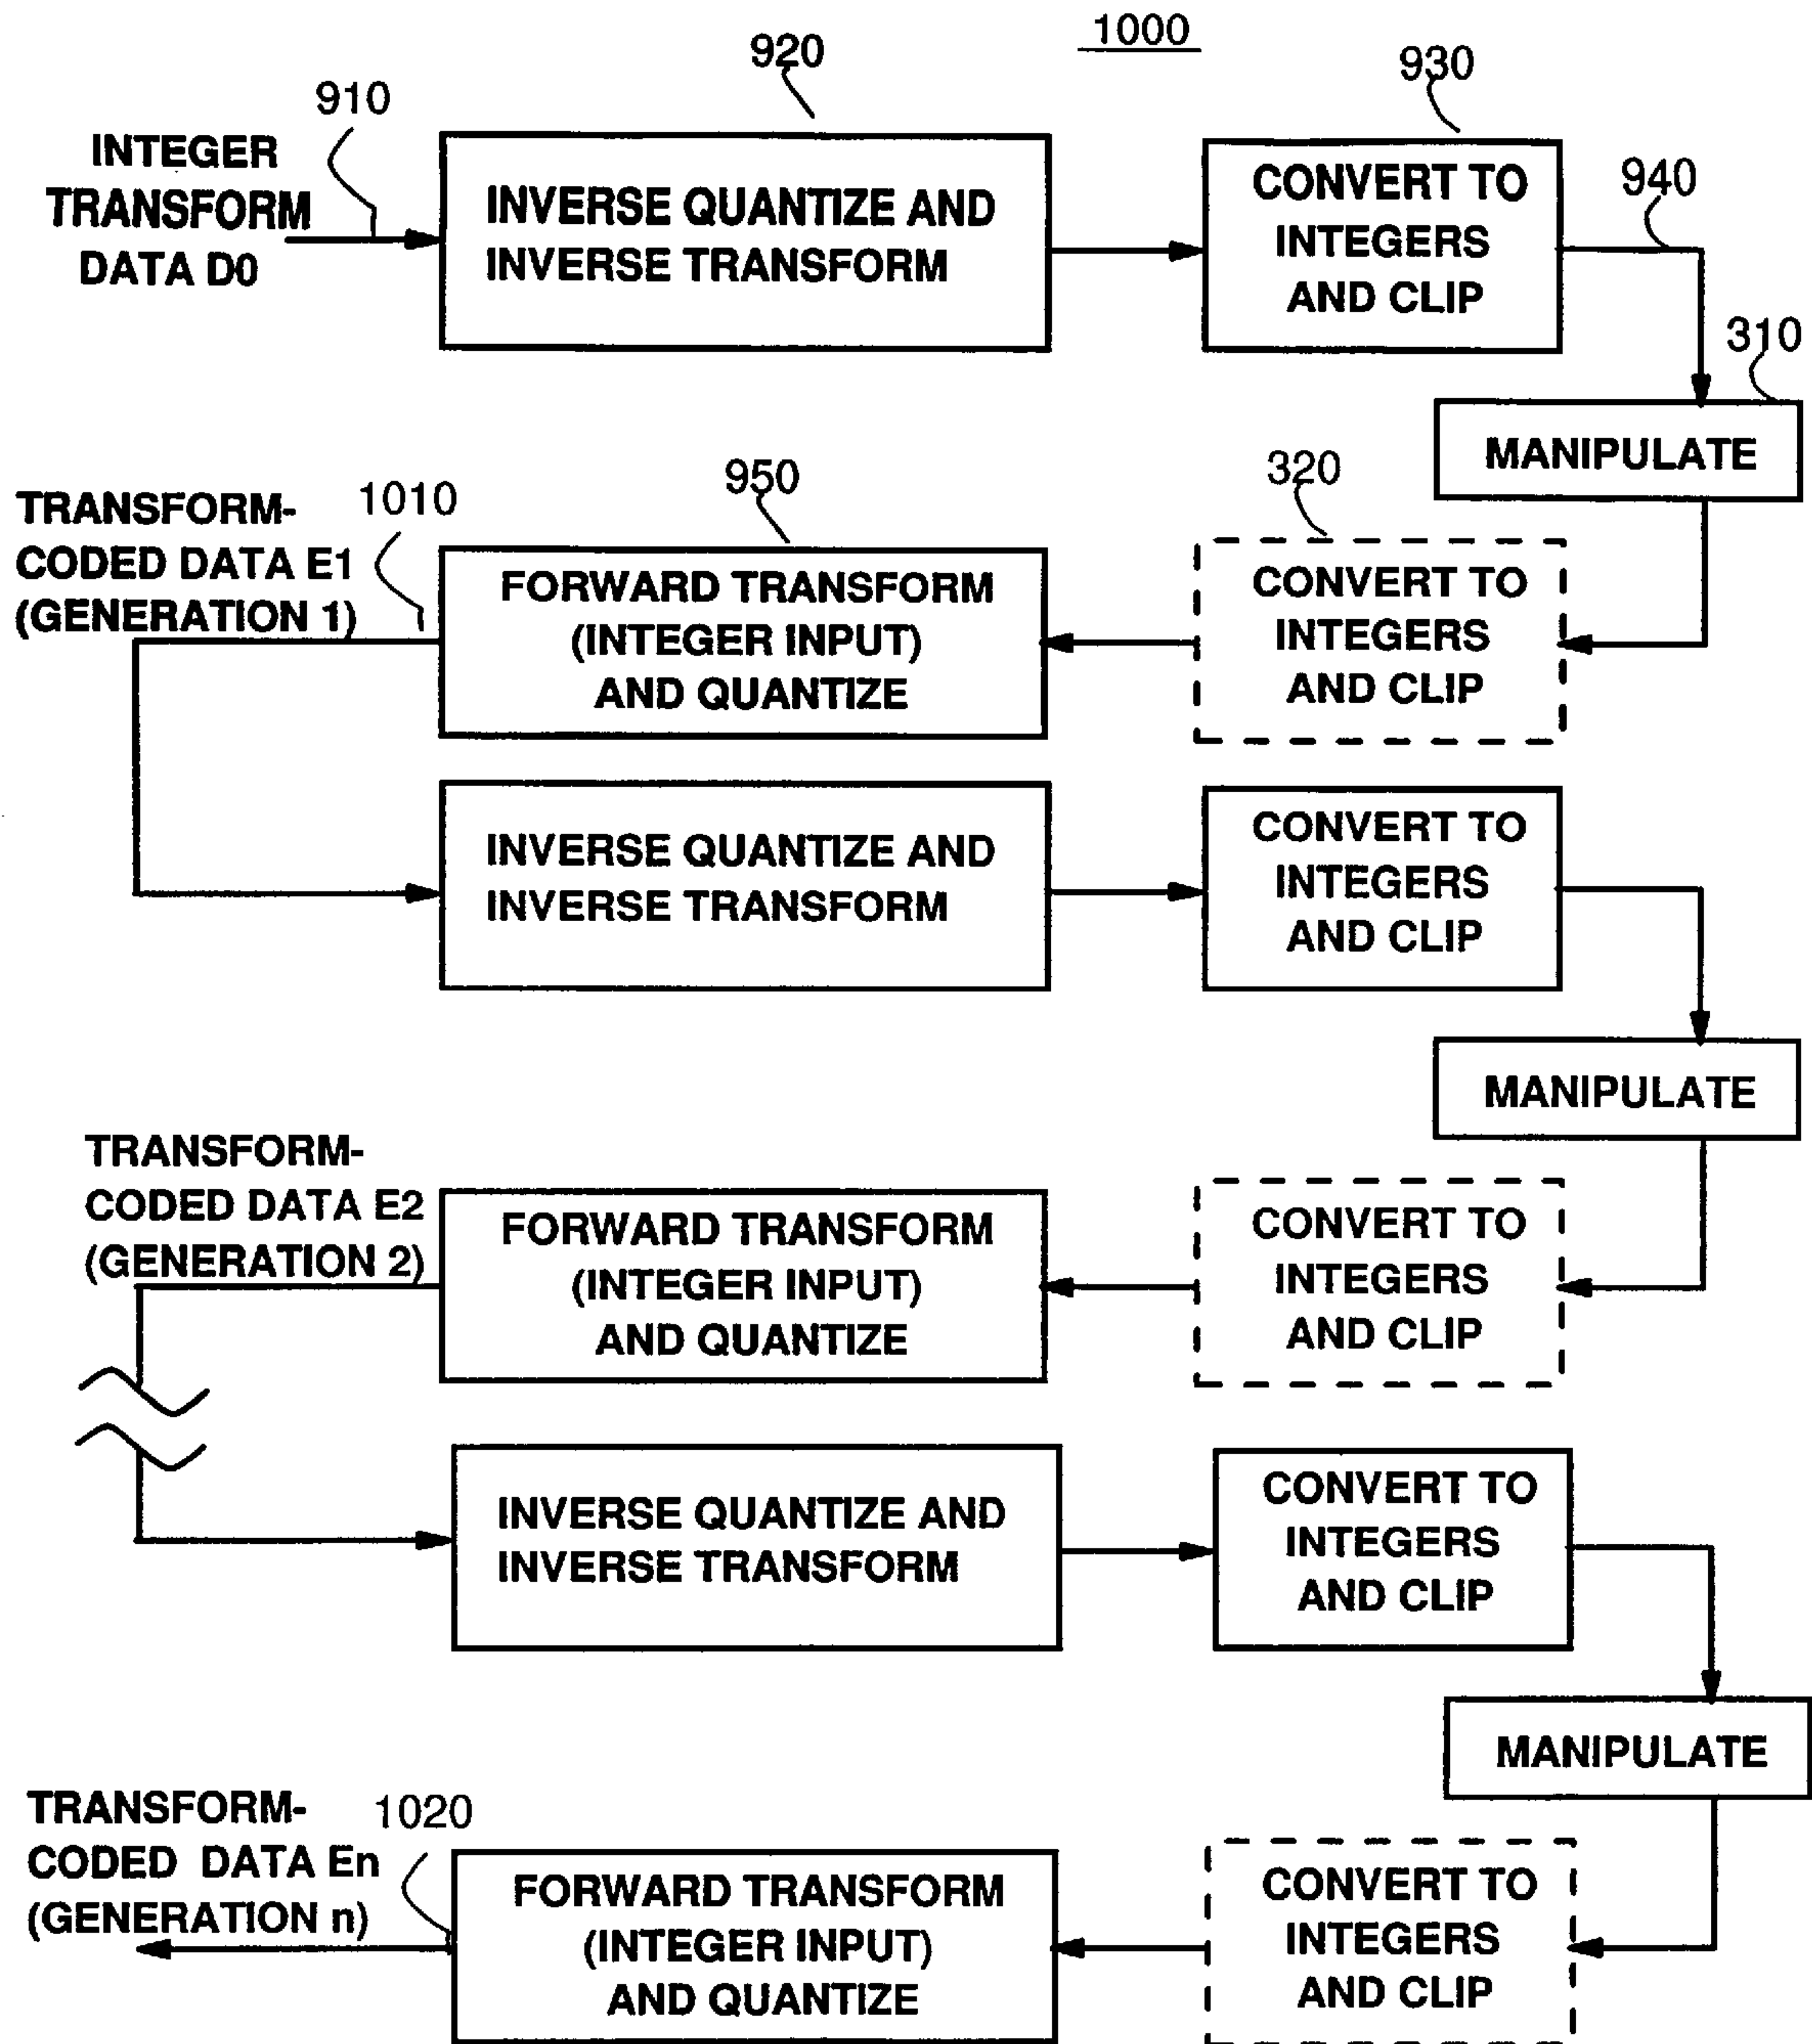 1000
920
930
910
INTEGER
TRANSFORM
DATA D0
INVERSE QUANTIZE AND
INVERSE TRANSFORM
CONVERT TO
INTEGERS
AND CLIP
940
310
MANIPULATE
TRANSFORM-
CODED DATA E1
(GENERATION 1)
1010
950
FORWARD TRANSFORM
(INTEGER INPUT)
AND QUANTIZE
320
CONVERT TO
INTEGERS
AND CLIP
INVERSE QUANTIZE AND
INVERSE TRANSFORM
CONVERT TO
INTEGERS
AND CLIP
MANIPULATE
TRANSFORM-
CODED DATA E2
(GENERATION 2)
FORWARD TRANSFORM
(INTEGER INPUT)
AND QUANTIZE
CONVERT TO
INTEGERS
AND CLIP
INVERSE QUANTIZE AND
INVERSE TRANSFORM
CONVERT TO
INTEGERS
AND CLIP
MANIPULATE
TRANSFORM-
CODED DATA En
(GENERATION n)
1020
FORWARD TRANSFORM
(INTEGER INPUT)
AND QUANTIZE
CONVERT TO
INTEGERS
AND CLIP